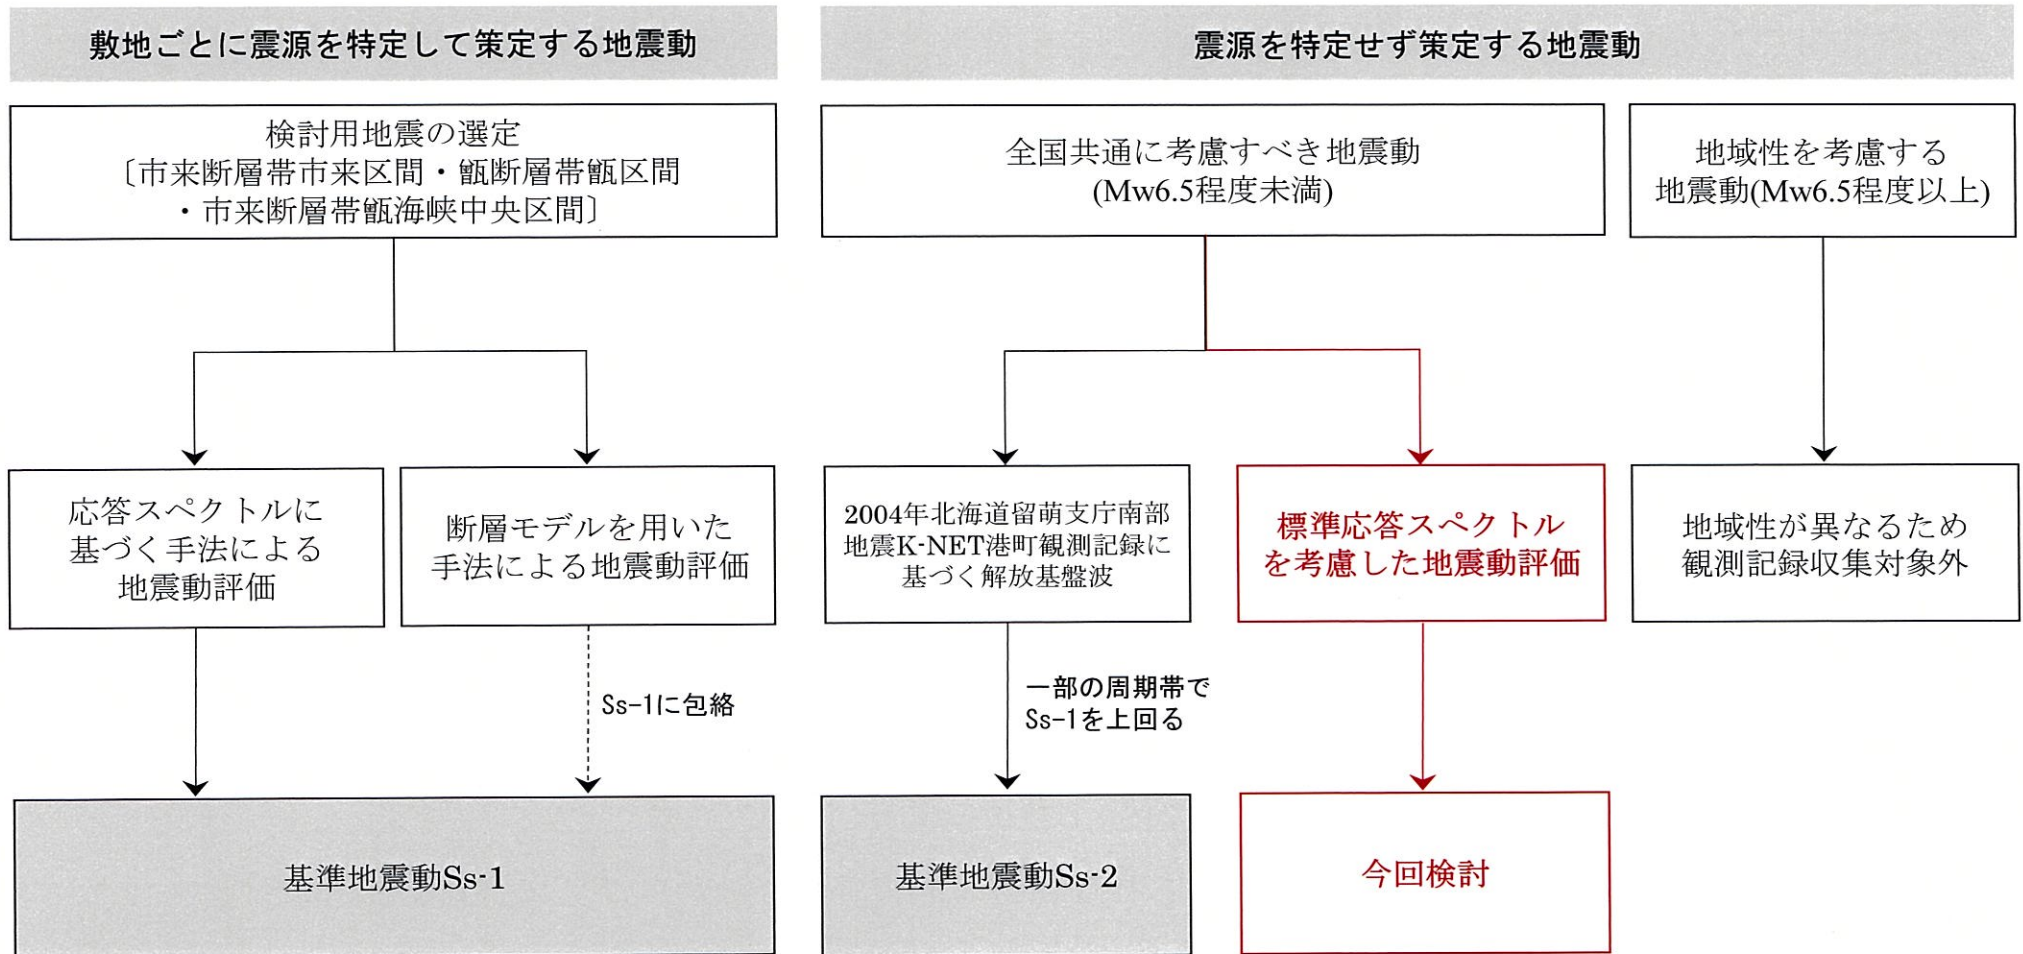 敷地ごとに震源を特定して策定する地震動
震源を特定せず策定する地震動
検討用地震の選定
〔市来断層帯市来区間・甑断層帯甑区間
・市来断層帯甑海峡中央区間〕
全国共通に考慮すべき地震動
(Mw6.5程度未満)
地域性を考慮する
地震動(Mw6.5程度以上)
応答スペクトルに
基づく手法による
地震動評価
断層モデルを用いた
手法による地震動評価
2004年北海道留萌支庁南部
地震K-NET港町観測記録に
基づく解放基盤波
標準応答スペクトル
を考慮した地震動評価
地域性が異なるため
観測記録収集対象外
Ss-1に包絡
一部の周期帯で
Ss-1を上回る
基準地震動Ss-1
基準地震動Ss-2
今回検討